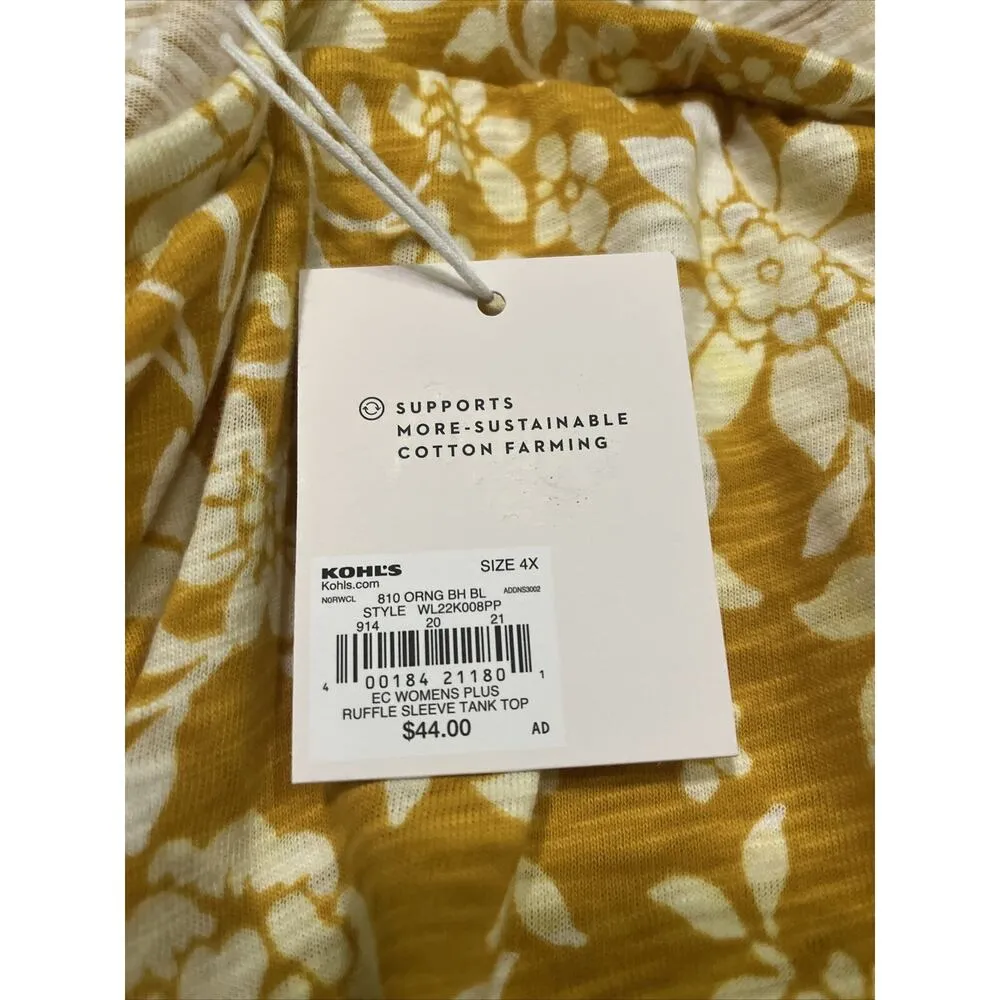 SUPPORTS
MORE-SUSTAINABLE
COTTON FARMING
KOHL'S SIZE 4X
Kohls.com
N0RWCL 810 ORNG BH BL ADDNS3002
STYLE WL22K008PP
914 20 21
4 00184 21180 1
EC WOMENS PLUS
RUFFLE SLEEVE TANK TOP
$44.00 AD